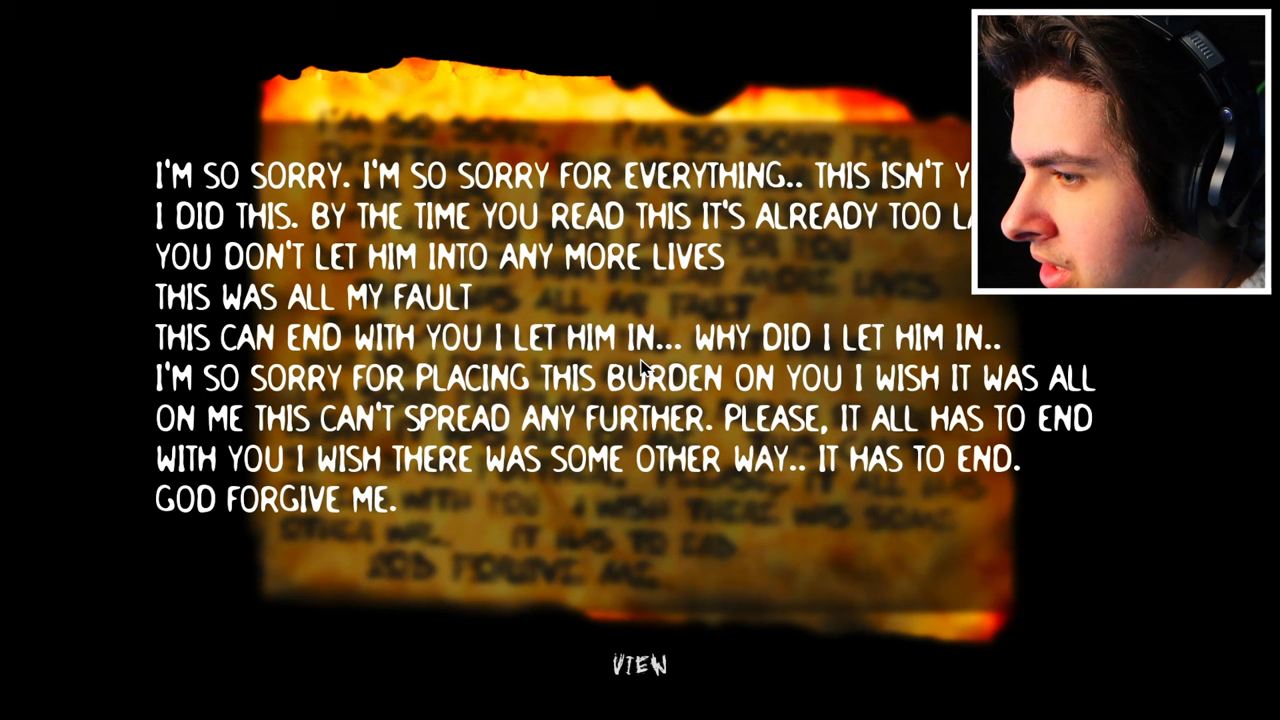 I'M SO SORRY. I'M SO SORRY FOR EVERYTHING.. THIS ISN'T
I DID THIS. BY THE TIME YOU READ THIS IT'S ALREADY TOO
YOU DON'T LET HIM INTO ANY MORE LIVES
THIS WAS ALL MY FAULT
THIS CAN END WITH YOU I LET HIM IN... WHY DID I LET HIM IN..
I'M SO SORRY FOR PLACING THIS BURDEN ON YOU I WISH IT WAS ALL
ON ME THIS CAN'T SPREAD ANY FURTHER. PLEASE, IT ALL HAS TO END
WITH YOU I WISH THERE WAS SOME OTHER WAY.. IT HAS TO END.
GOD FORGIVE ME.
VIEW